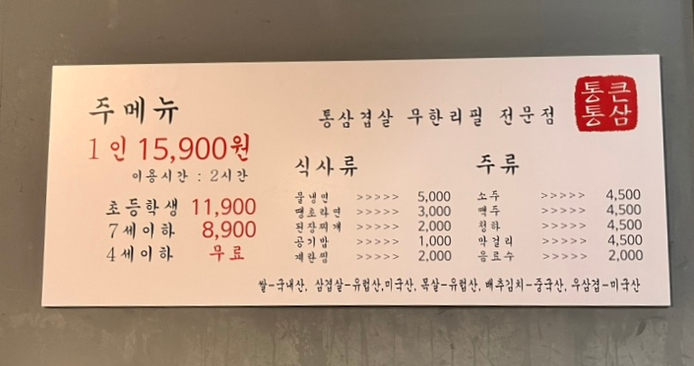 통큰
통삼
통삼겹살 무한리필 전문점
주메뉴
1인 15,900원
이용시간 : 2시간
초등학생 11,900
7세이하 8,900
4세이하 무료
식사류
물냉면 >>>>> 5,000
땡초라면 >>>>> 3,000
된장찌개 >>>>> 2,000
공기밥 >>>>> 1,000
계란찜 >>>>> 2,000
주류
소주 >>>>> 4,500
맥주 >>>>> 4,500
청하 >>>>> 4,500
막걸리 >>>>> 4,500
음료수 >>>>> 2,000
쌀-국내산, 삼겹살-유럽산,미국산, 목살-유럽산, 배추김치-중국산, 우삼겹-미국산